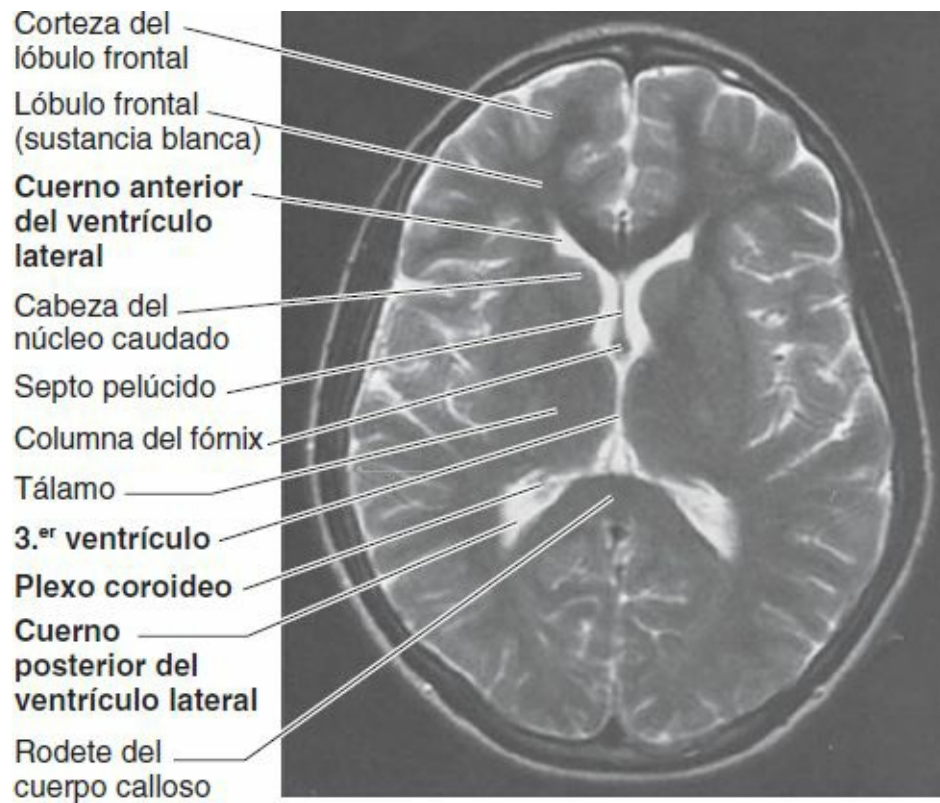 Corteza del
lóbulo frontal
Lóbulo frontal
(sustancia blanca)
Cuerno anterior
del ventrículo
lateral
Cabeza del
núcleo caudado
Septo pelúcido
Columna del fórnix
Tálamo
3.er ventrículo
Plexo coroideo
Cuerno
posterior del
ventrículo lateral
Rodete del
cuerpo calloso